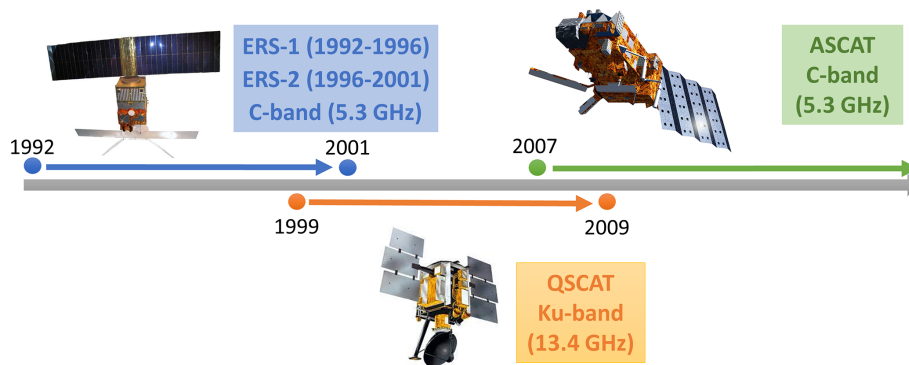 ERS-1 (1992-1996)
ERS-2 (1996-2001)
C-band (5.3 GHz)
ASCAT
C-band
(5.3 GHz)
1992
2001
2007
1999
2009
QSCAT
Ku-band
(13.4 GHz)